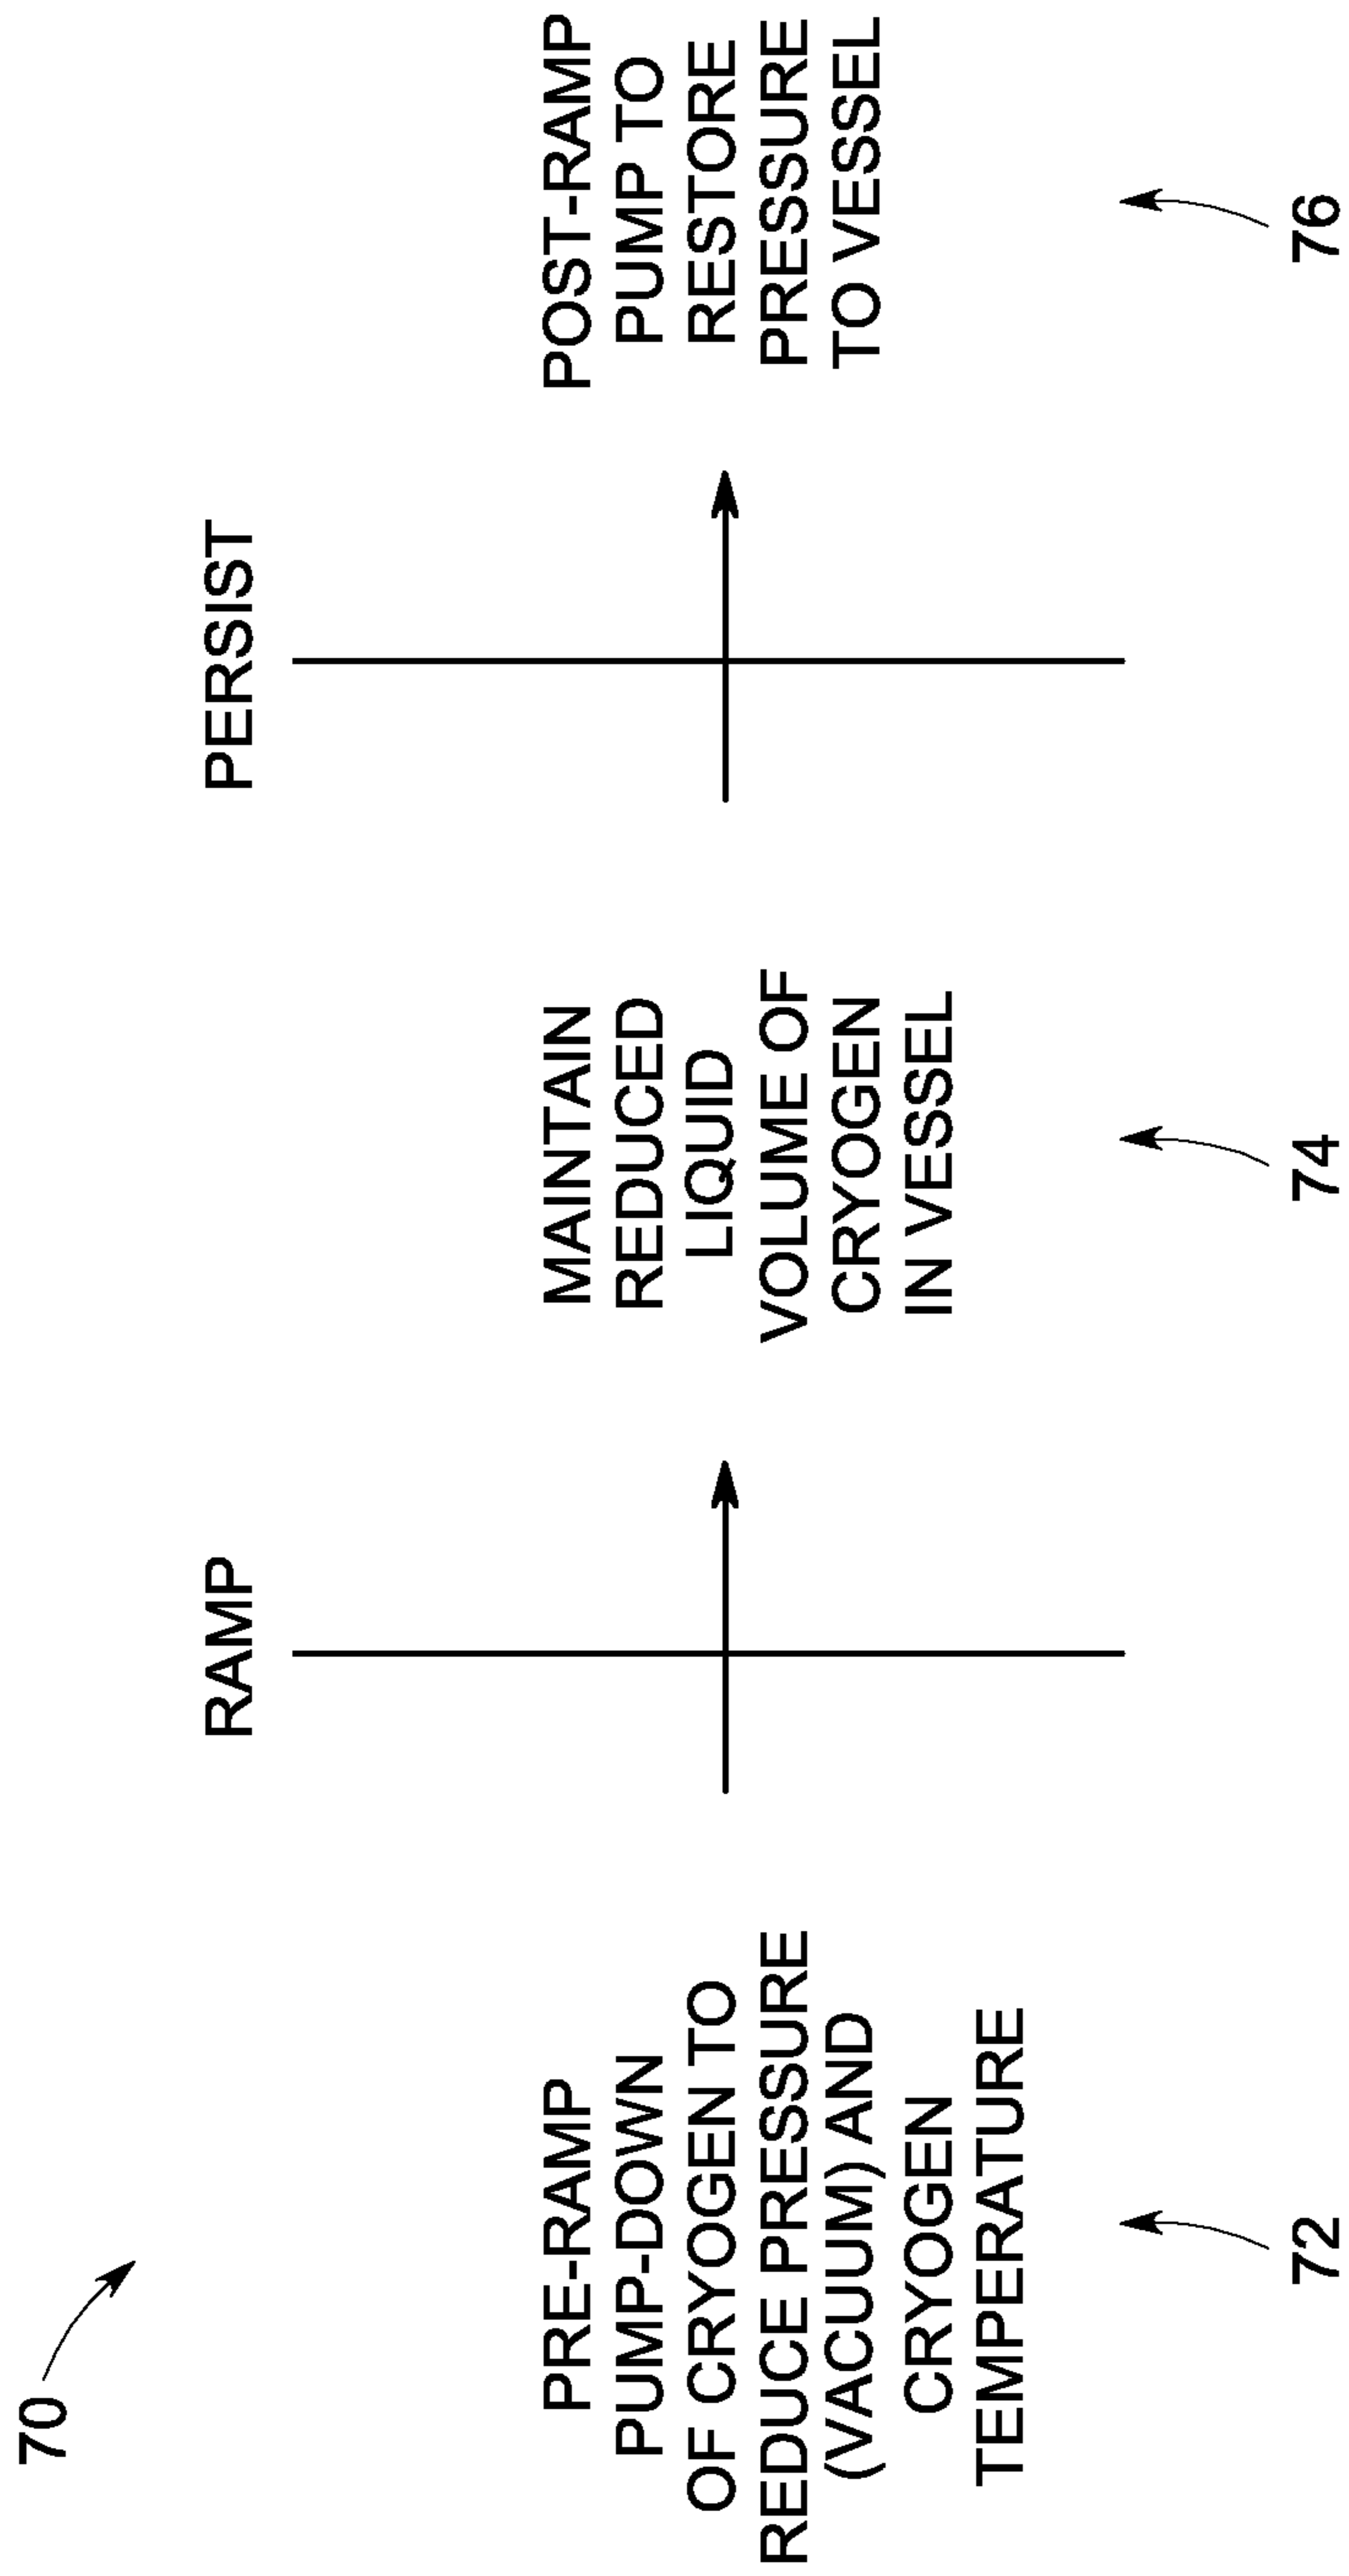 70
RAMP
PERSIST
PRE-RAMP
PUMP-DOWN
OF CRYOGEN TO
REDUCE PRESSURE
(VACUUM) AND
CRYOGEN
TEMPERATURE
MAINTAIN
REDUCED
LIQUID
VOLUME OF
CRYOGEN
IN VESSEL
POST-RAMP
PUMP TO
RESTORE
PRESSURE
TO VESSEL
72
74
76